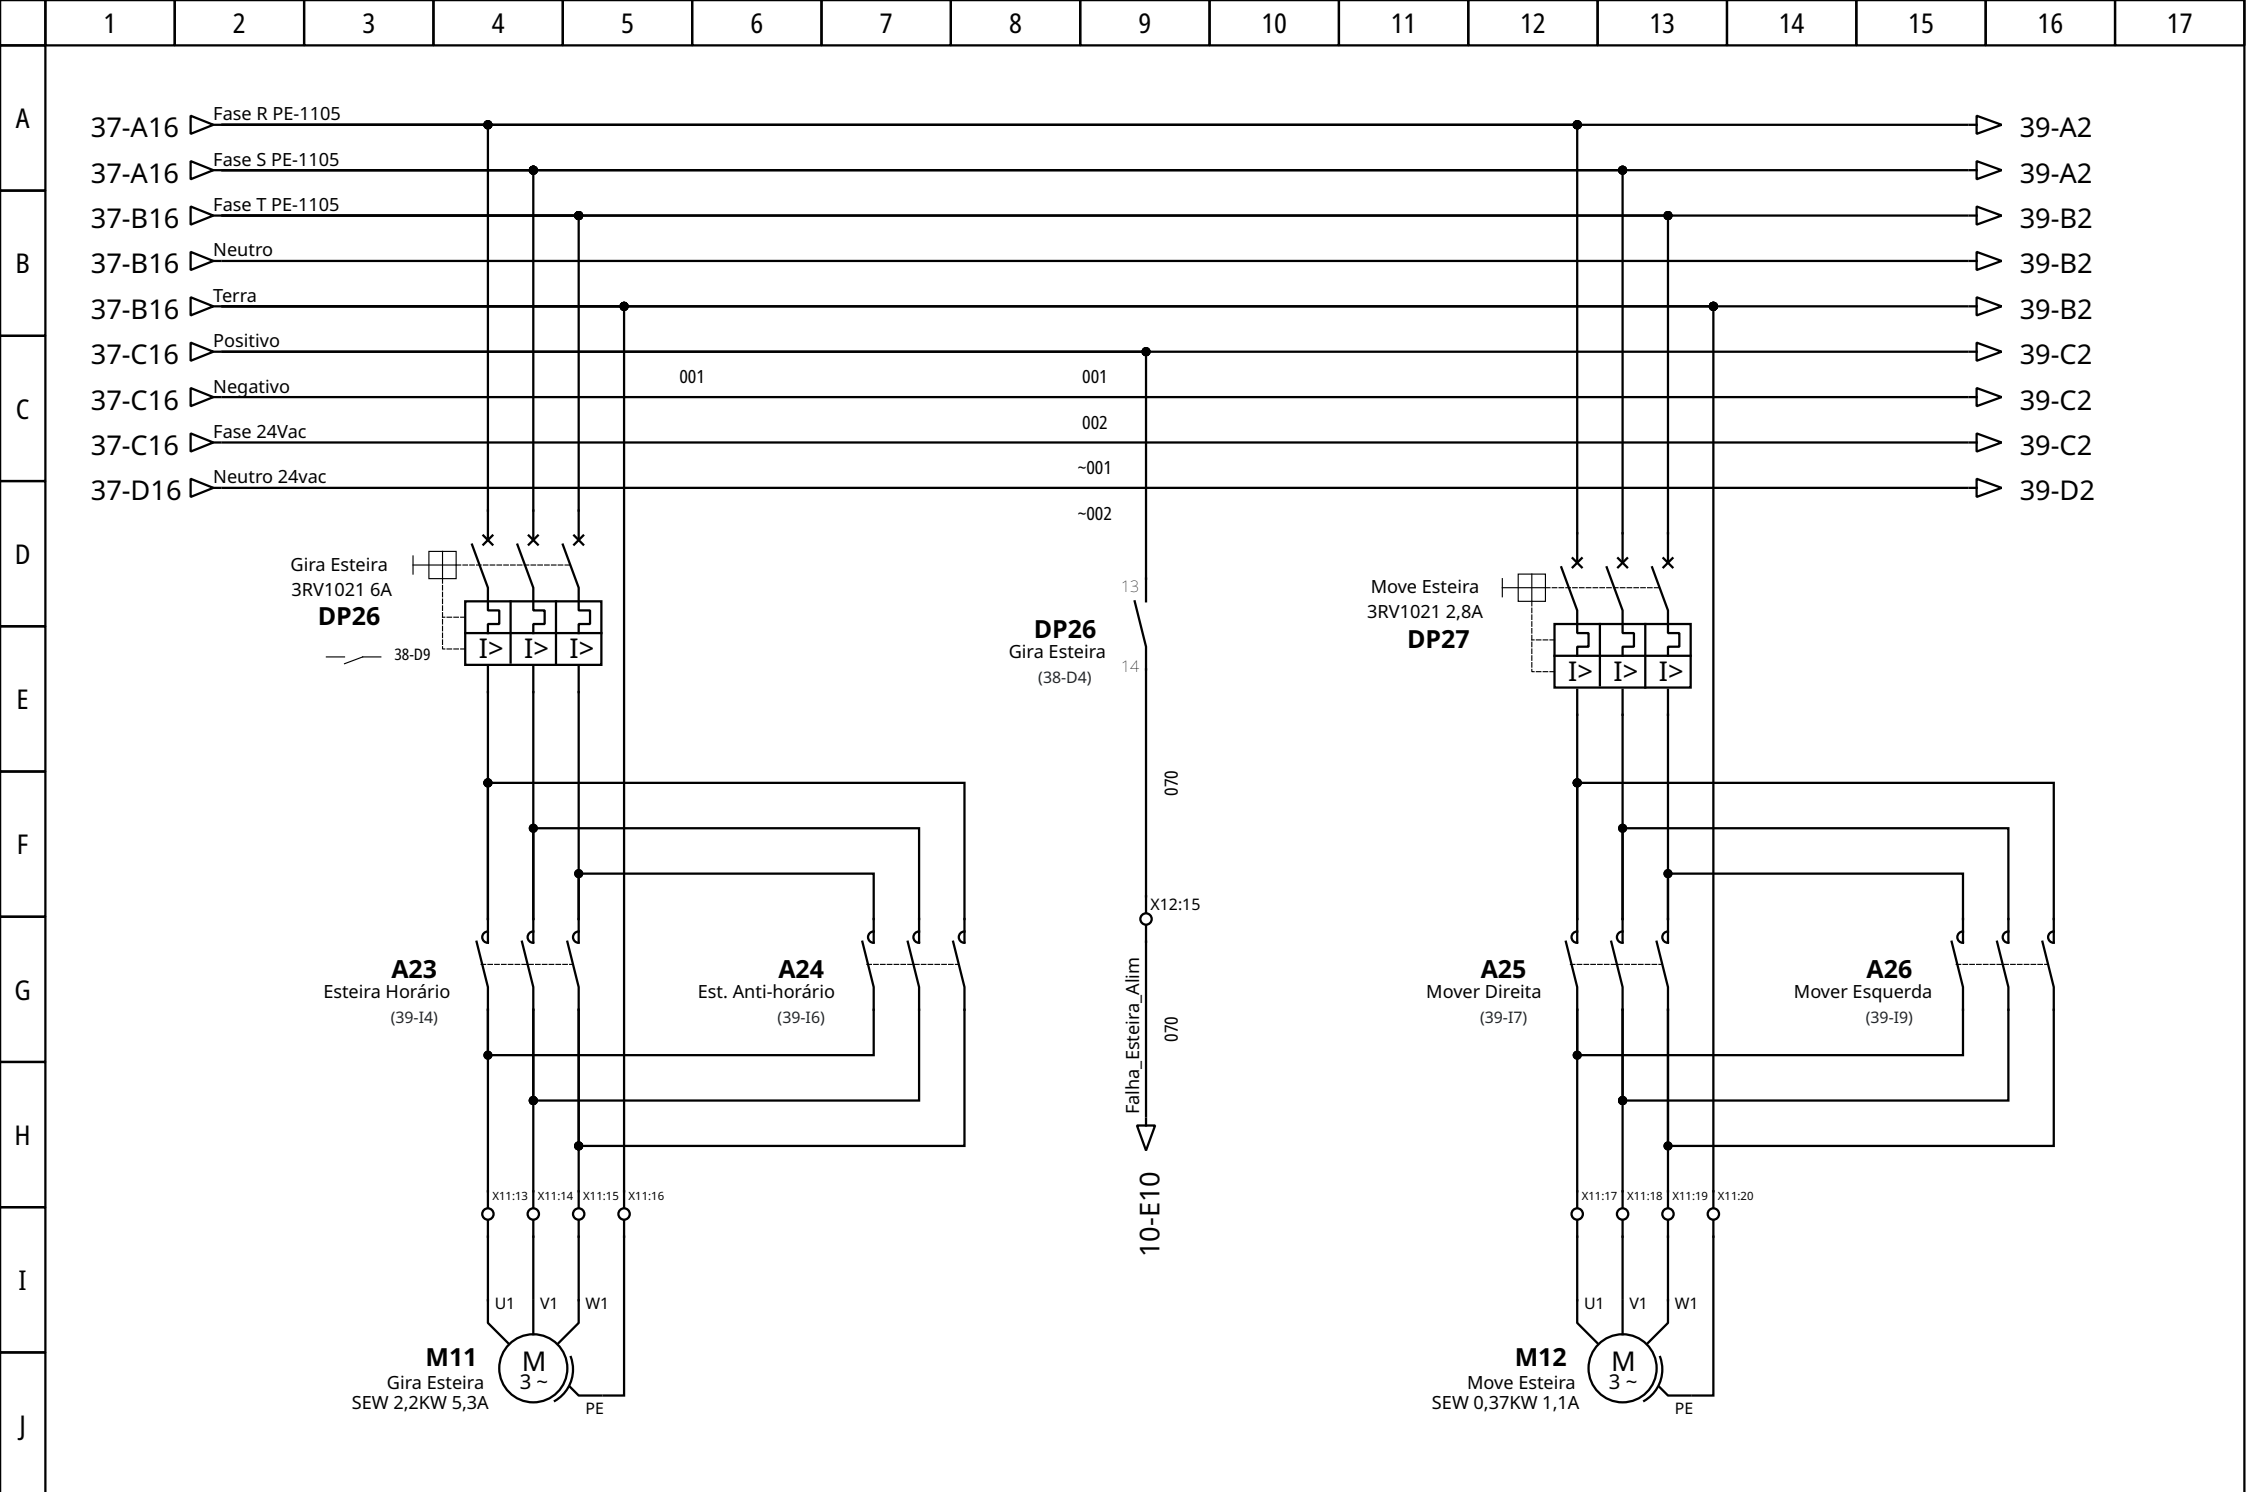 1 2 3 4 5 6 7 8 9 10 11 12 13 14 15 16 17
A
37-A16 Fase R PE-1105 39-A2
37-A16 Fase S PE-1105 39-A2
37-B16 Fase T PE-1105 39-B2
B
37-B16 Neutro 39-B2
37-B16 Terra 39-B2
37-C16 Positivo 39-C2
001 001
37-C16 Negativo 39-C2
C
002
37-C16 Fase 24Vac 39-C2
~001
37-D16 Neutro 24vac 39-D2
~002
D
Gira Esteira
3RV1021 6A
DP26
38-D9
I> I> I>
13
DP26
Gira Esteira
14
(38-D4)
Move Esteira
3RV1021 2,8A
DP27
I> I> I>
E
070
F
X12:15
G
A23
Esteira Horário
(39-I4)
A24
Est. Anti-horário
(39-I6)
Falha_Esteira_Alim
070
A25
Mover Direita
(39-I7)
A26
Mover Esquerda
(39-I9)
H
X11:13 X11:14 X11:15 X11:16
10-E10
X11:17 X11:18 X11:19 X11:20
I
U1 V1 W1
U1 V1 W1
M11
Gira Esteira
SEW 2,2KW 5,3A
M
3 ~
PE
M12
Move Esteira
SEW 0,37KW 1,1A
M
3 ~
PE
J